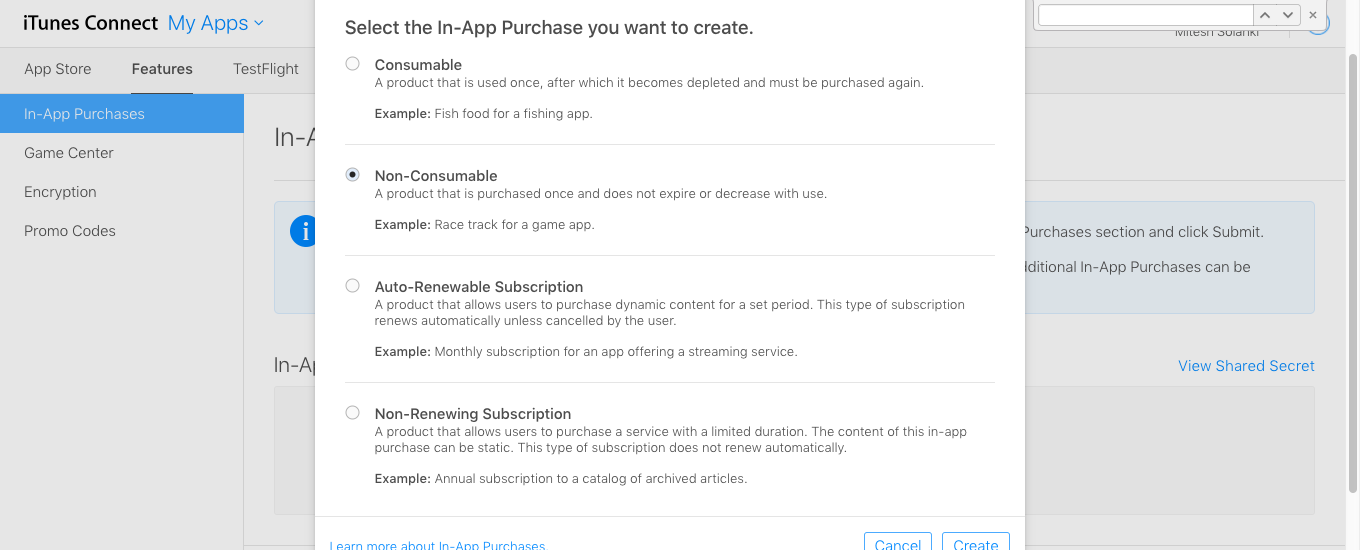 iTunes Connect My Apps
Mitesh Solanki
App Store Features TestFlight
In-App Purchases
Game Center
Encryption
Promo Codes
In-A
i
Purchases section and click Submit.
dditional In-App Purchases can be
In-Ap
View Shared Secret
Select the In-App Purchase you want to create.
Consumable
A product that is used once, after which it becomes depleted and must be purchased again.
Example: Fish food for a fishing app.
Non-Consumable
A product that is purchased once and does not expire or decrease with use.
Example: Race track for a game app.
Auto-Renewable Subscription
A product that allows users to purchase dynamic content for a set period. This type of subscription
renews automatically unless cancelled by the user.
Example: Monthly subscription for an app offering a streaming service.
Non-Renewing Subscription
A product that allows users to purchase a service with a limited duration. The content of this in-app
purchase can be static. This type of subscription does not renew automatically.
Example: Annual subscription to a catalog of archived articles.
Learn more about In-App Purchases
Cancel Create